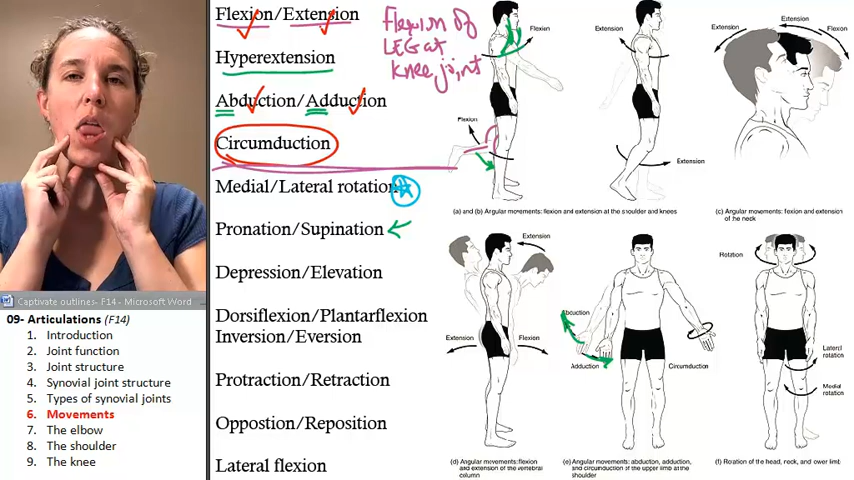 Flexion/Extension
Hyperextension
Abduction/Adduction
Circumduction
Medial/Lateral rotation
Pronation/Supination
Depression/Elevation
Dorsiflexion/Plantarflexion
Inversion/Eversion
Protraction/Retraction
Oppostion/Reposition
Lateral flexion
Flexion of
LEG at
knee joint
Flexion
Flexion
Extension
Extension
(a) and (b) Angular movements: flexion and extension at the shoulder and knees
Extension
Extension
Flexion
(c) Angular movements: flexion and extension
of the neck
Extension
Extension
Flexion
(d) Angular movements: flexion
and extension of the vertebral
column
Abduction
Adduction
Circumduction
(e) Angular movements: abduction, adduction,
and circumduction of the upper limb at the
shoulder
Rotation
Lateral
rotation
Medial
rotation
(f) Rotation of the head, neck, and lower limb
Captivate outlines- F14 - Microsoft Word
09- Articulations (F14)
1. Introduction
2. Joint function
3. Joint structure
4. Synovial joint structure
5. Types of synovial joints
6. Movements
7. The elbow
8. The shoulder
9. The knee